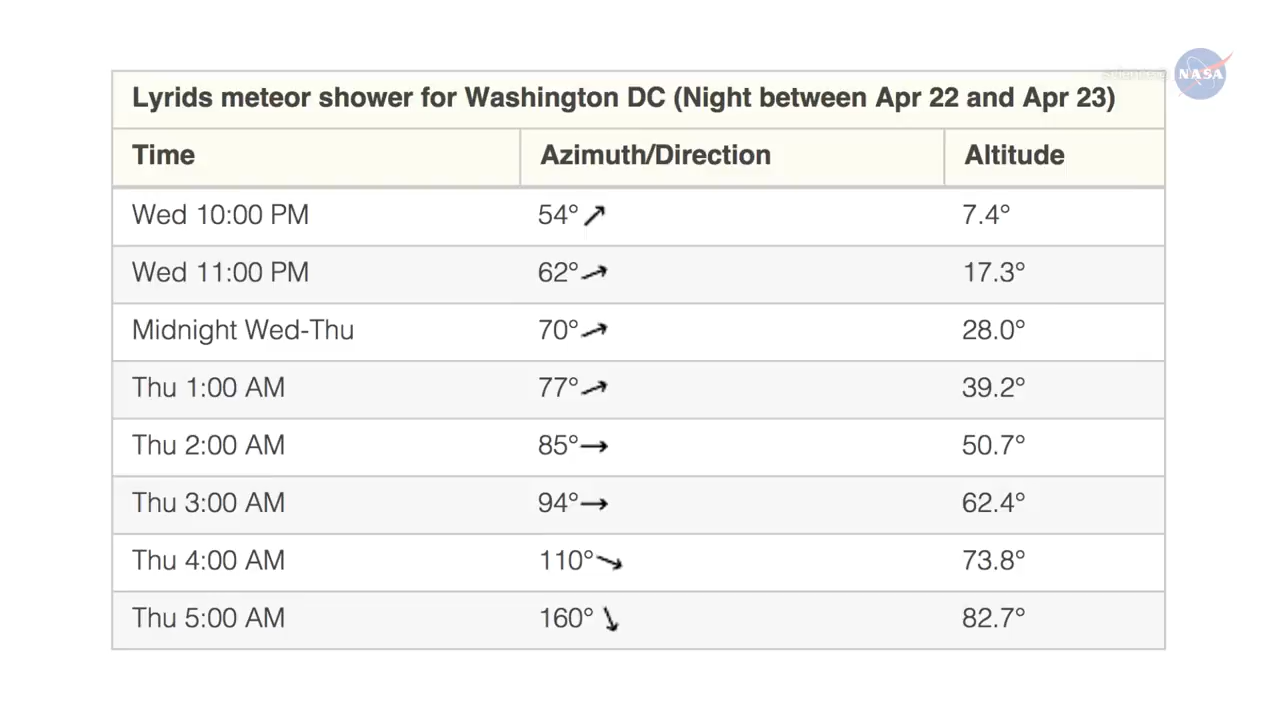 NASA
Lyrids meteor shower for Washington DC (Night between Apr 22 and Apr 23)
Time Azimuth/Direction Altitude
Wed 10:00 PM 54° 7.4°
Wed 11:00 PM 62° 17.3°
Midnight Wed-Thu 70° 28.0°
Thu 1:00 AM 77° 39.2°
Thu 2:00 AM 85° 50.7°
Thu 3:00 AM 94° 62.4°
Thu 4:00 AM 110° 73.8°
Thu 5:00 AM 160° 82.7°